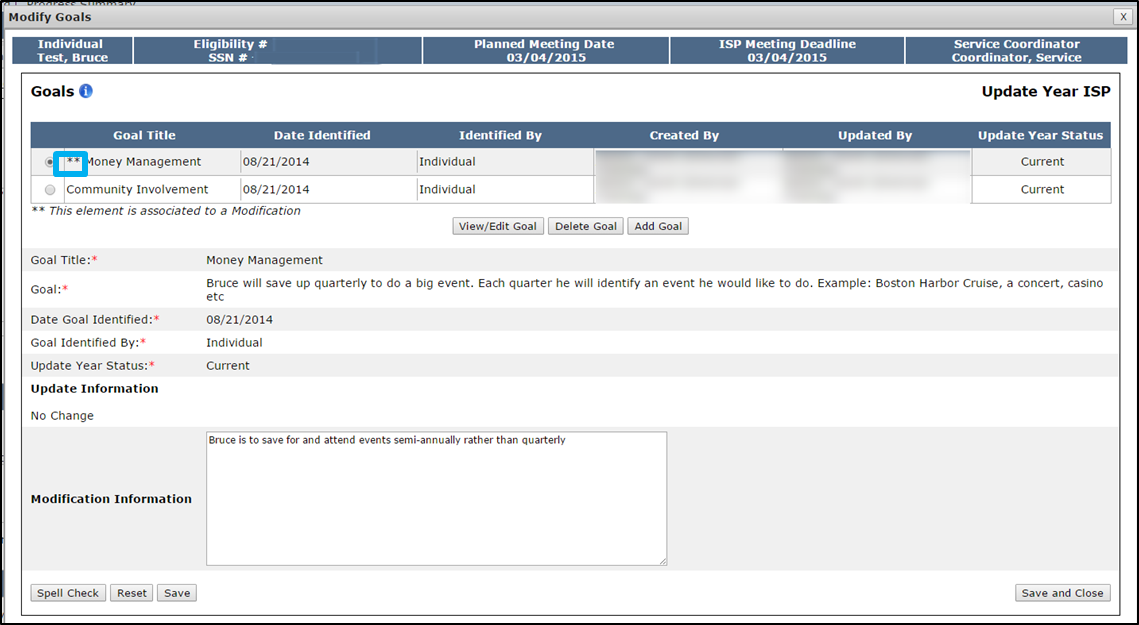 Progress Summary
Modify Goals X
Individual Eligibility # Planned Meeting Date ISP Meeting Deadline Service Coordinator
Test, Bruce SSN # 03/04/2015 03/04/2015 Coordinator, Service
Goals i Update Year ISP
Goal Title Date Identified Identified By Created By Updated By Update Year Status
** Money Management 08/21/2014 Individual Current
Community Involvement 08/21/2014 Individual Current
** This element is associated to a Modification
View/Edit Goal Delete Goal Add Goal
Goal Title:* Money Management
Goal:* Bruce will save up quarterly to do a big event. Each quarter he will identify an event he would like to do. Example: Boston Harbor Cruise, a concert, casino
etc
Date Goal Identified:* 08/21/2014
Goal Identified By:* Individual
Update Year Status:* Current
Update Information
No Change
Bruce is to save for and attend events semi-annually rather than quarterly
Modification Information
Spell Check Reset Save Save and Close